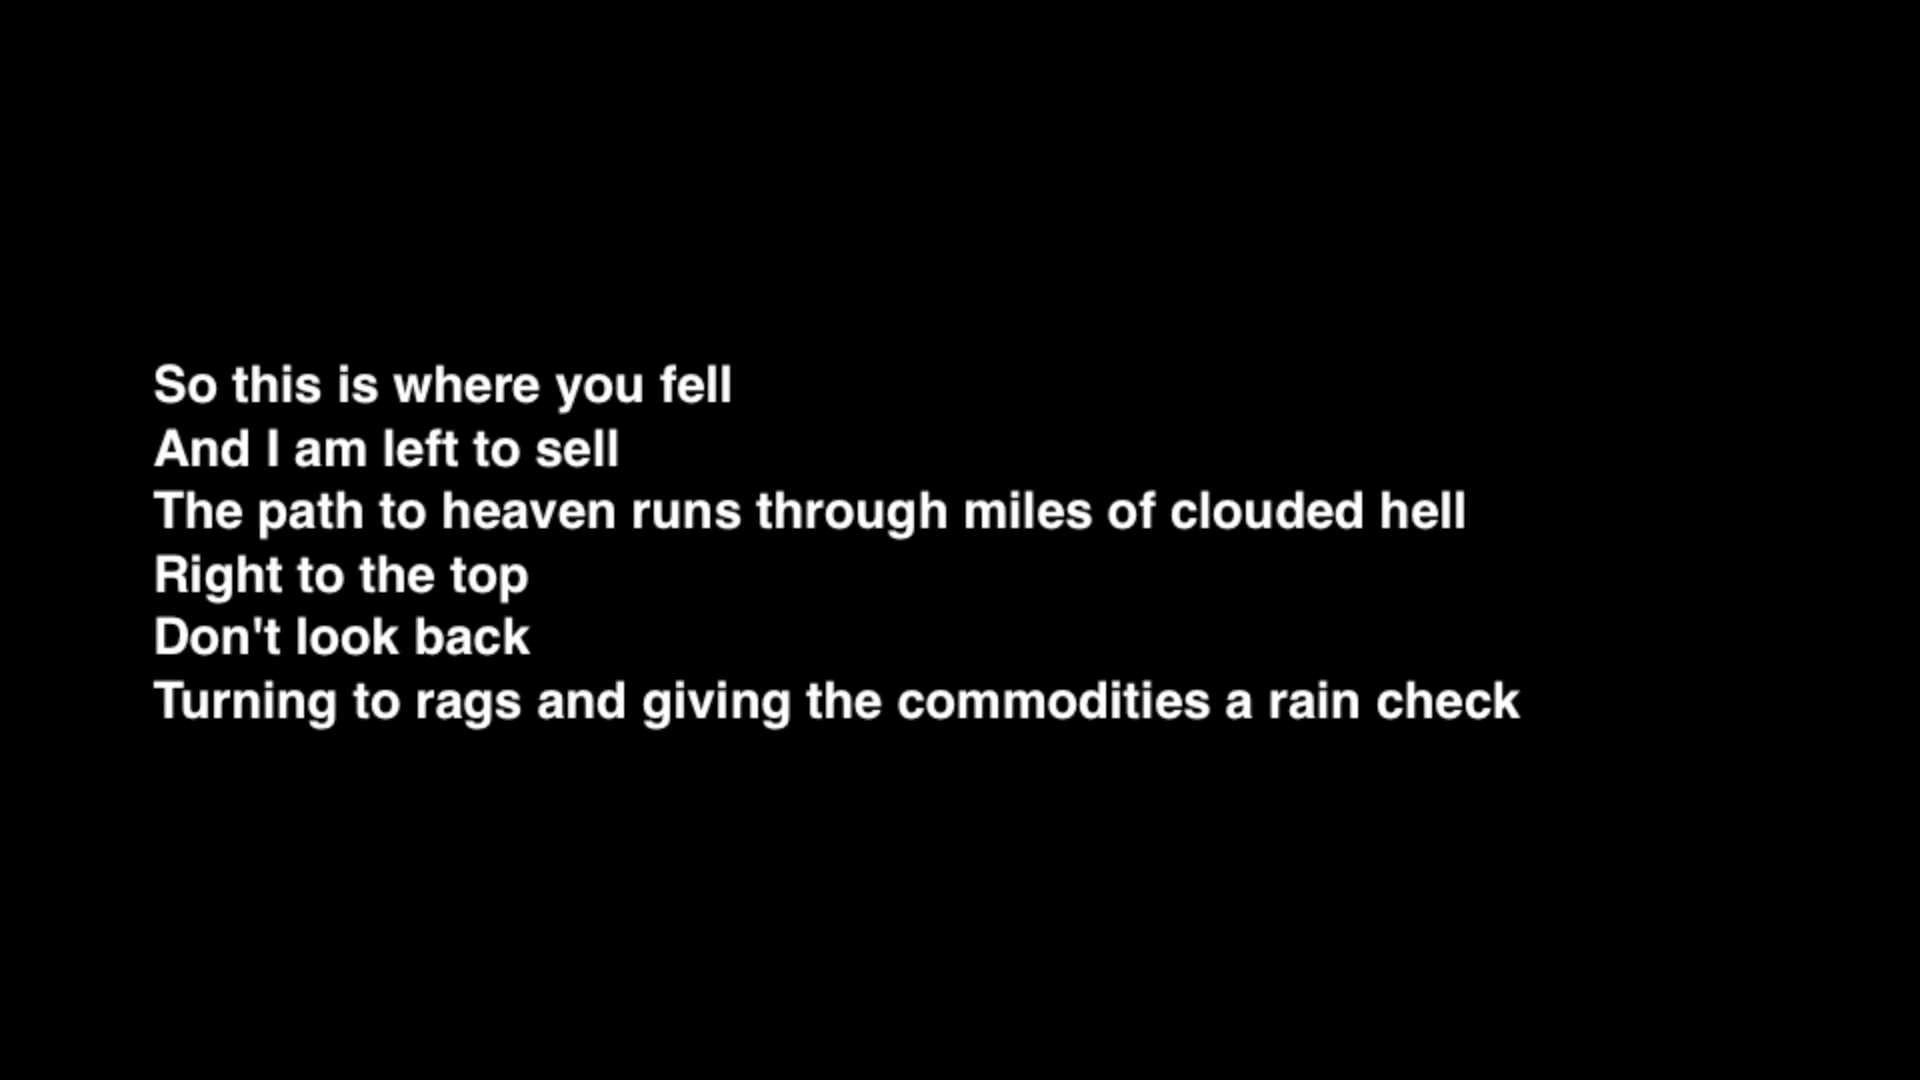 So this is where you fell
And I am left to sell
The path to heaven runs through miles of clouded hell
Right to the top
Don't look back
Turning to rags and giving the commodities a rain check